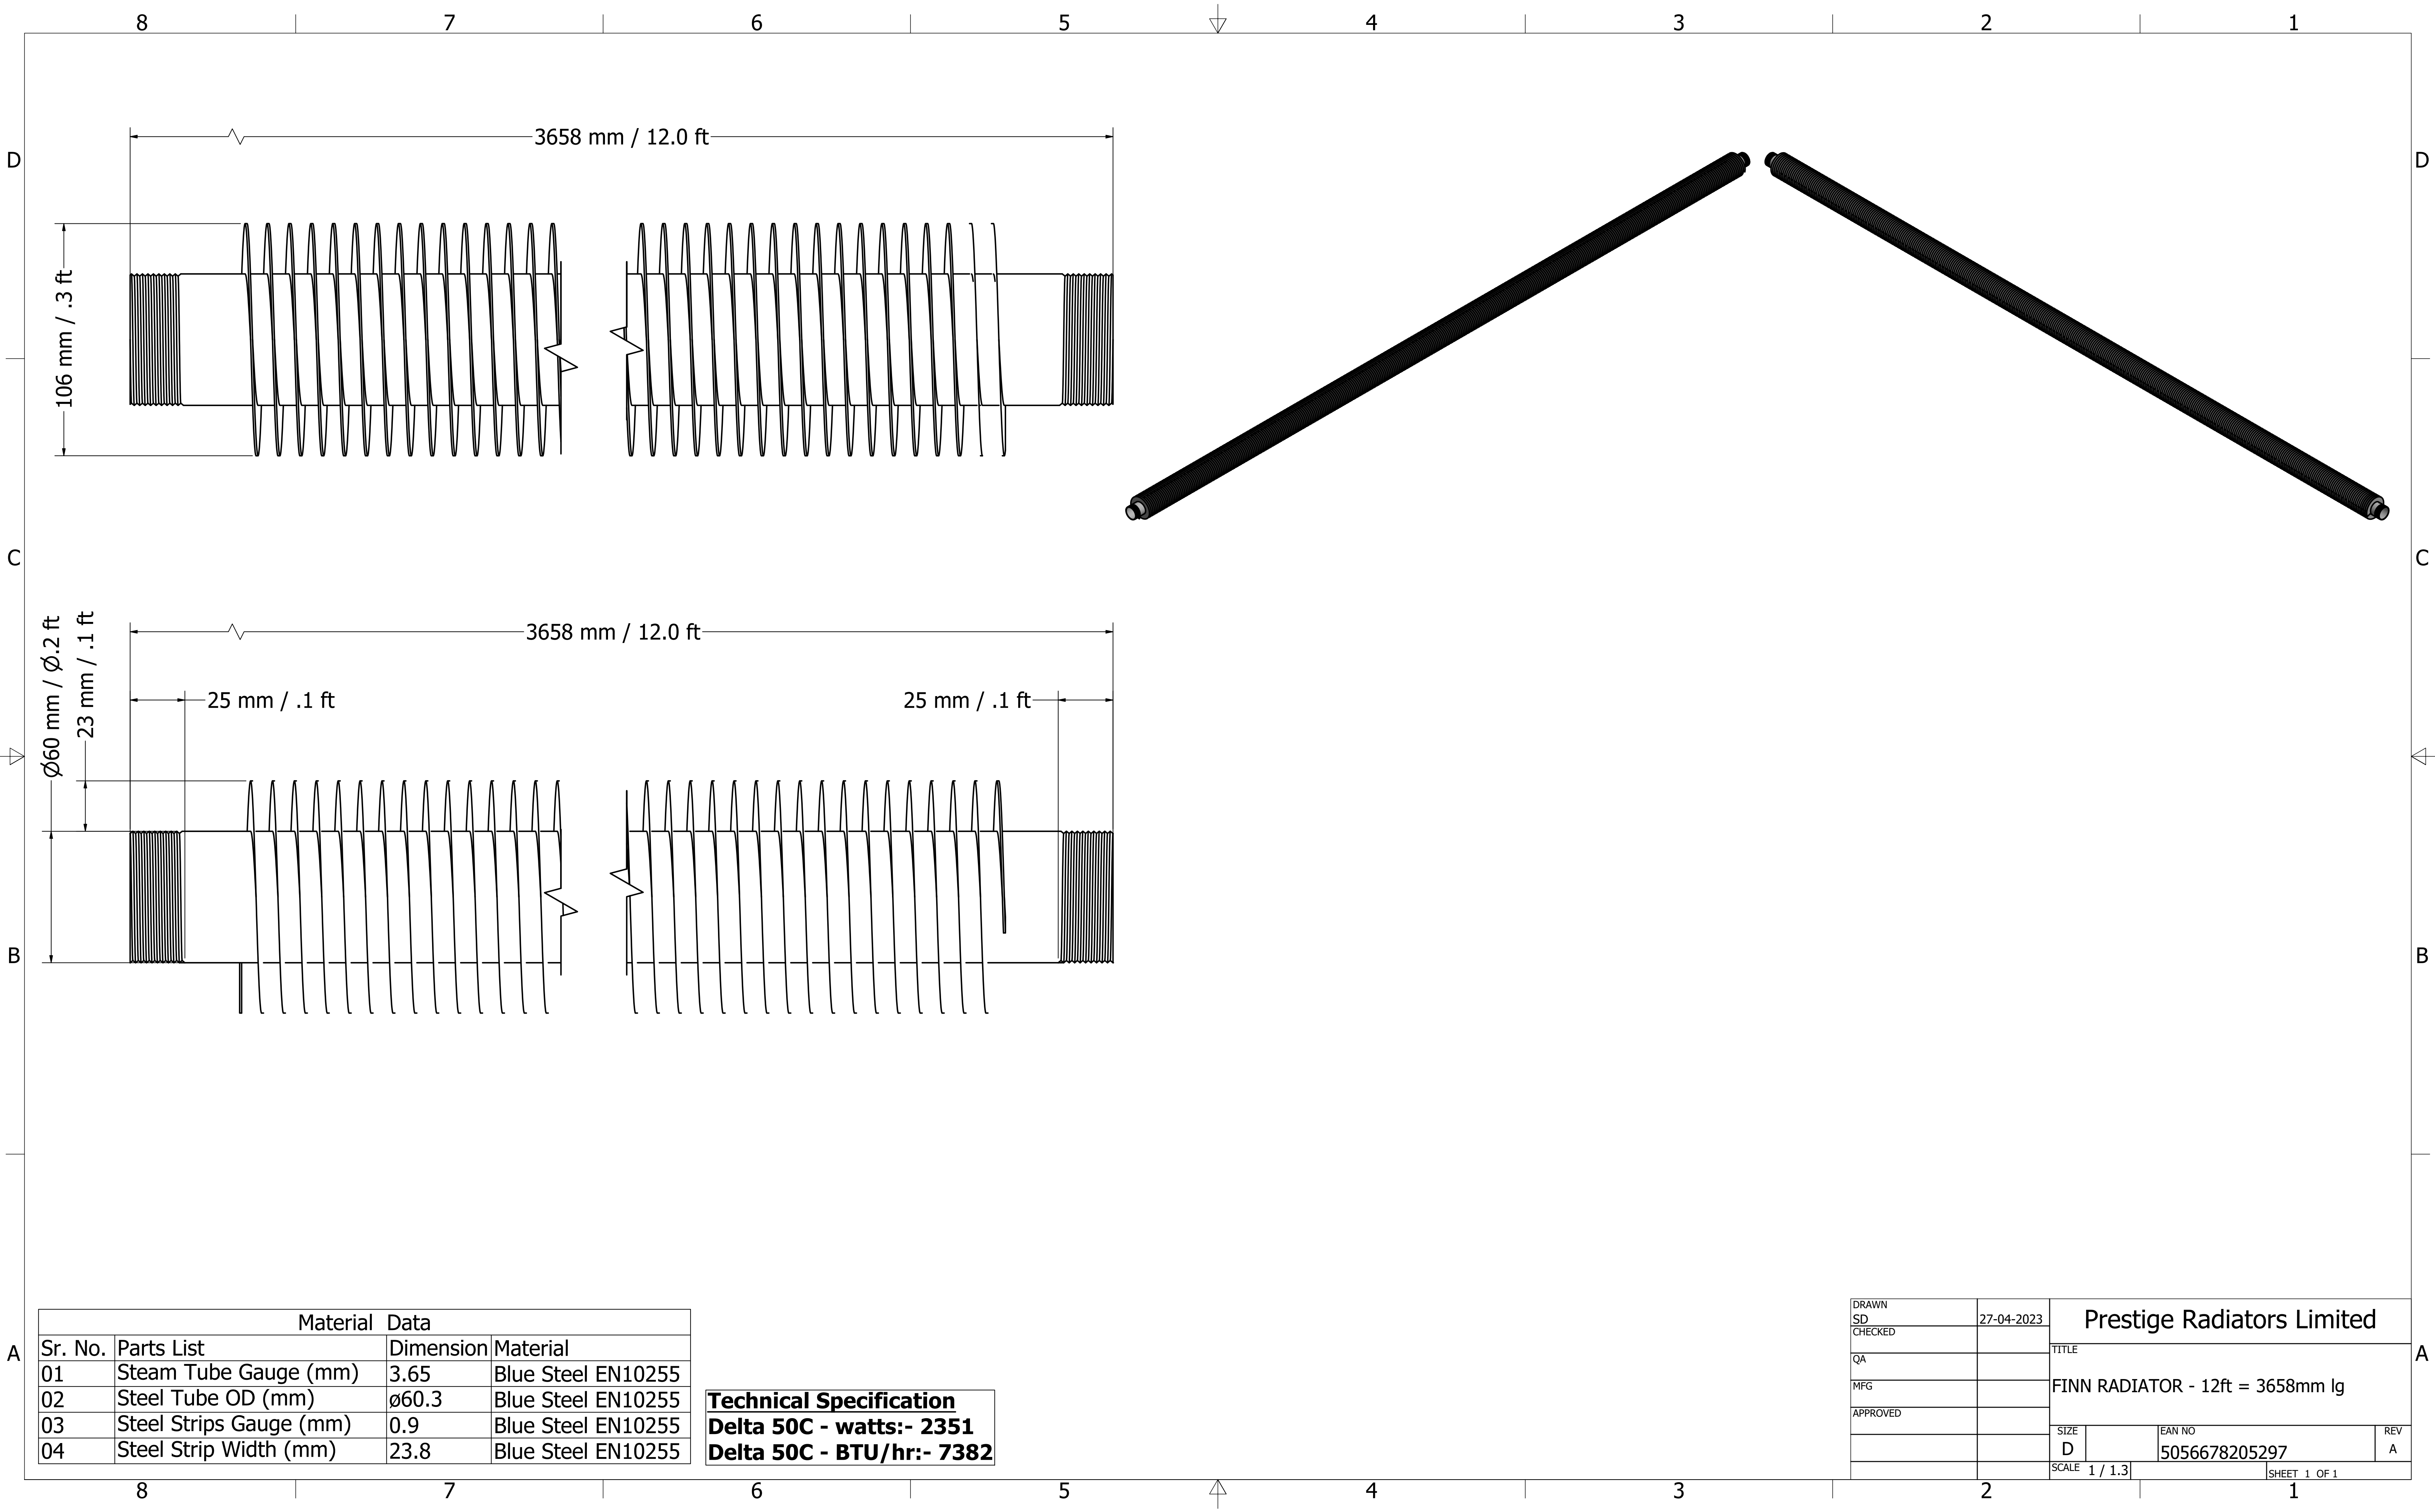 8 7 6 5 4 3 2 1
D D
3658 mm / 12.0 ft
106 mm / .3 ft
C C
3658 mm / 12.0 ft
Ø60 mm / Ø.2 ft
23 mm / .1 ft
25 mm / .1 ft
25 mm / .1 ft
B B
Material Data
Sr. No. Parts List Dimension Material
01 Steam Tube Gauge (mm) 3.65 Blue Steel EN10255
02 Steel Tube OD (mm) ø60.3 Blue Steel EN10255
03 Steel Strips Gauge (mm) 0.9 Blue Steel EN10255
04 Steel Strip Width (mm) 23.8 Blue Steel EN10255
Technical Specification
Delta 50C - watts:- 2351
Delta 50C - BTU/hr:- 7382
A A
DRAWN
SD 27-04-2023
CHECKED
QA
MFG
APPROVED
Prestige Radiators Limited
TITLE
FINN RADIATOR - 12ft = 3658mm lg
SIZE EAN NO REV
D 5056678205297 A
SCALE 1 / 1.3 SHEET 1 OF 1
8 7 6 5 4 3 2 1